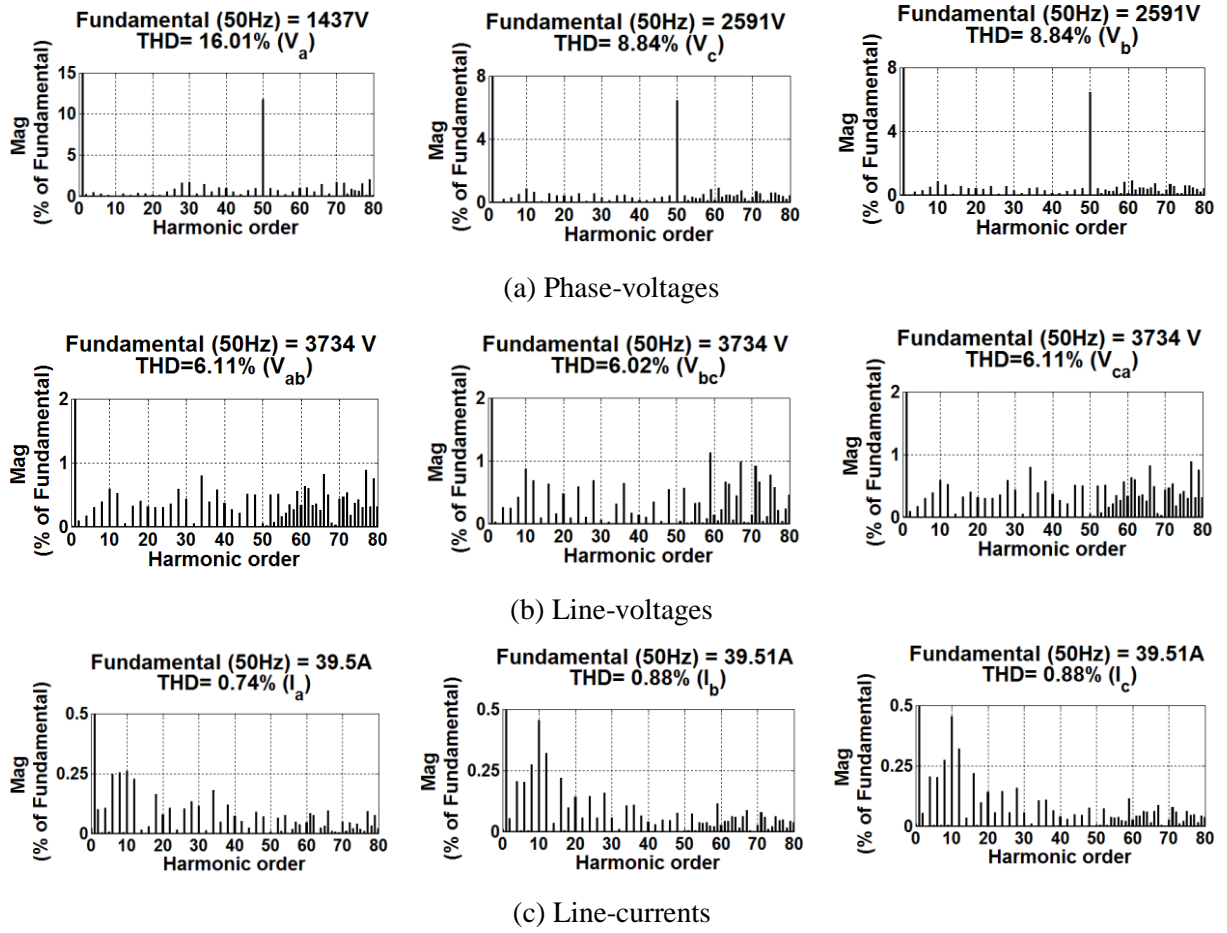 Fundamental (50Hz) = 1437V
THD= 16.01% (Va)
Mag
(% of Fundamental)
15
10
5
0
0 10 20 30 40 50 60 70 80
Harmonic order
Fundamental (50Hz) = 2591V
THD= 8.84% (Vc)
Mag
(% of Fundamental)
8
4
0
0 10 20 30 40 50 60 70 80
Harmonic order
Fundamental (50Hz) = 2591V
THD= 8.84% (Vb)
Mag
(% of Fundamental)
8
4
0
0 10 20 30 40 50 60 70 80
Harmonic order
(a) Phase-voltages
Fundamental (50Hz) = 3734 V
THD=6.11% (Vab)
Mag
(% of Fundamental)
2
1
0
0 10 20 30 40 50 60 70 80
Harmonic order
Fundamental (50Hz) = 3734 V
THD=6.02% (Vbc)
Mag
(% of Fundamental)
2
1
0
0 10 20 30 40 50 60 70 80
Harmonic order
Fundamental (50Hz) = 3734 V
THD=6.11% (Vca)
Mag
(% of Fundamental)
2
1
0
0 10 20 30 40 50 60 70 80
Harmonic order
(b) Line-voltages
Fundamental (50Hz) = 39.5A
THD= 0.74% (Ia)
Mag
(% of Fundamental)
0.5
0.25
0
0 10 20 30 40 50 60 70 80
Harmonic order
Fundamental (50Hz) = 39.51A
THD= 0.88% (Ib)
Mag
(% of Fundamental)
0.5
0.25
0
0 10 20 30 40 50 60 70 80
Harmonic order
Fundamental (50Hz) = 39.51A
THD= 0.88% (Ic)
Mag
(% of Fundamental)
0.5
0.25
0
0 10 20 30 40 50 60 70 80
Harmonic order
(c) Line-currents